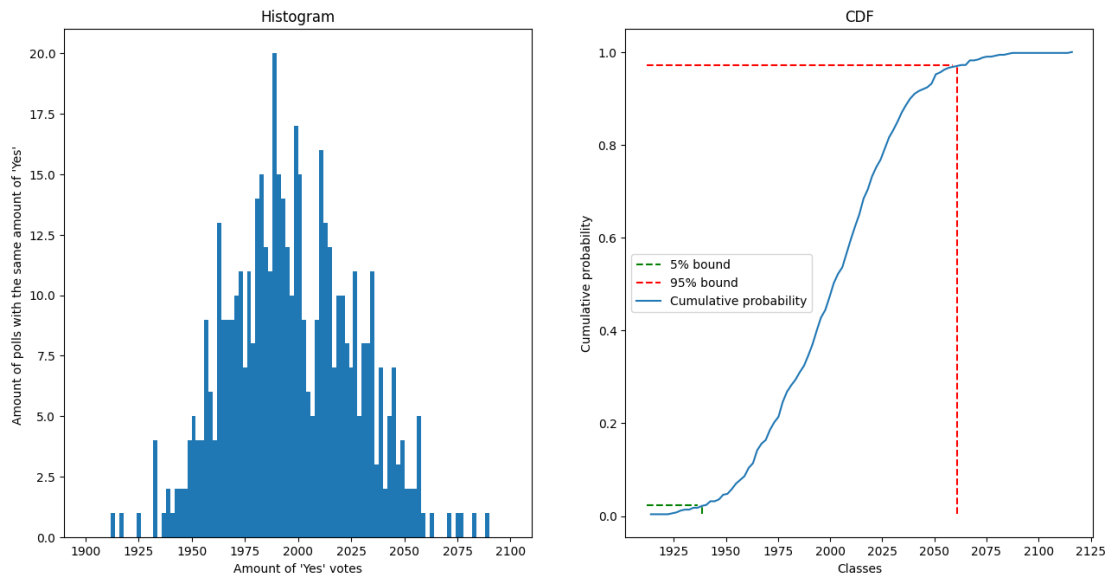 Histogram
20.0
17.5
15.0
12.5
10.0
7.5
5.0
2.5
0.0
Amount of polls with the same amount of 'Yes'
1900 1925 1950 1975 2000 2025 2050 2075 2100
Amount of 'Yes' votes
CDF
1.0
0.8
0.6
0.4
0.2
0.0
Cumulative probability
5% bound
95% bound
Cumulative probability
1925 1950 1975 2000 2025 2050 2075 2100 2125
Classes